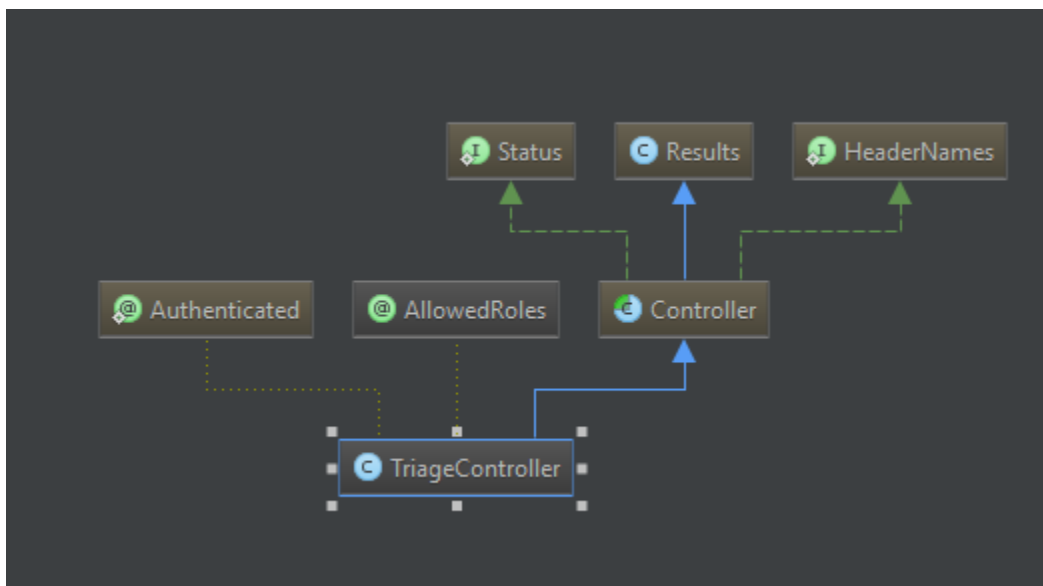 Status
Results
HeaderNames
Authenticated
AllowedRoles
Controller
TriageController